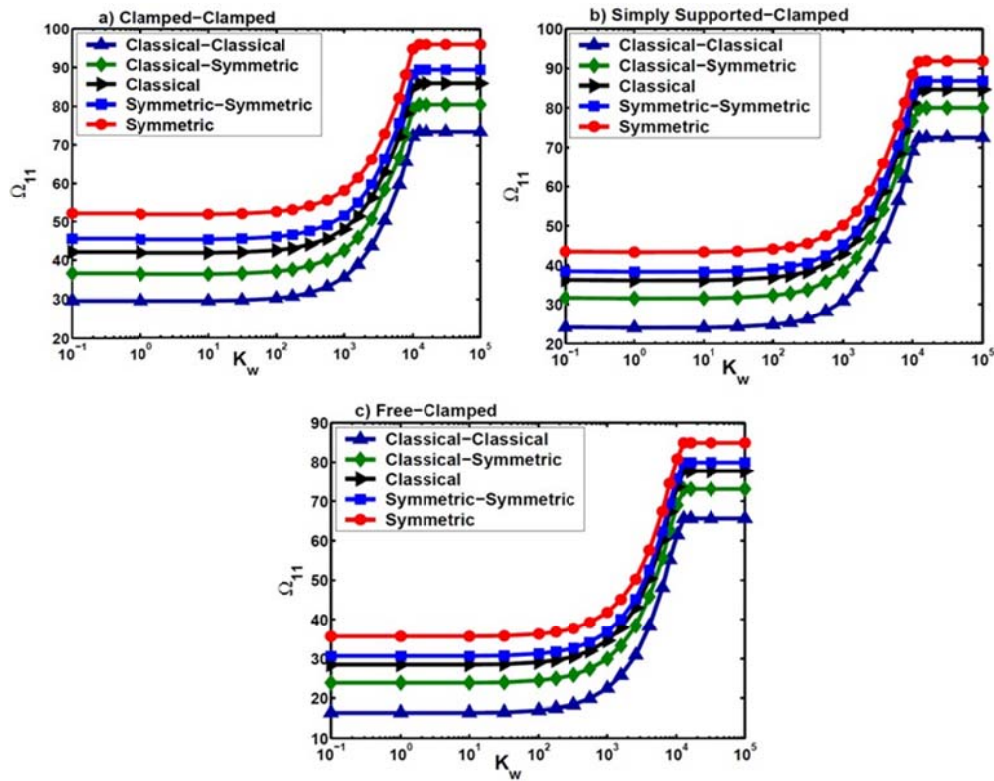 a) Clamped-Clamped
100
90
80
70
60
50
40
30
20
Ω11
Classical-Classical
Classical-Symmetric
Classical
Symmetric-Symmetric
Symmetric
10⁻¹ 10⁰ 10¹ 10² 10³ 10⁴ 10⁵
Kw
b) Simply Supported-Clamped
100
90
80
70
60
50
40
30
20
Ω11
Classical-Classical
Classical-Symmetric
Classical
Symmetric-Symmetric
Symmetric
10⁻¹ 10⁰ 10¹ 10² 10³ 10⁴ 10⁵
Kw
c) Free-Clamped
90
80
70
60
50
40
30
20
10
Ω11
Classical-Classical
Classical-Symmetric
Classical
Symmetric-Symmetric
Symmetric
10⁻¹ 10⁰ 10¹ 10² 10³ 10⁴ 10⁵
Kw